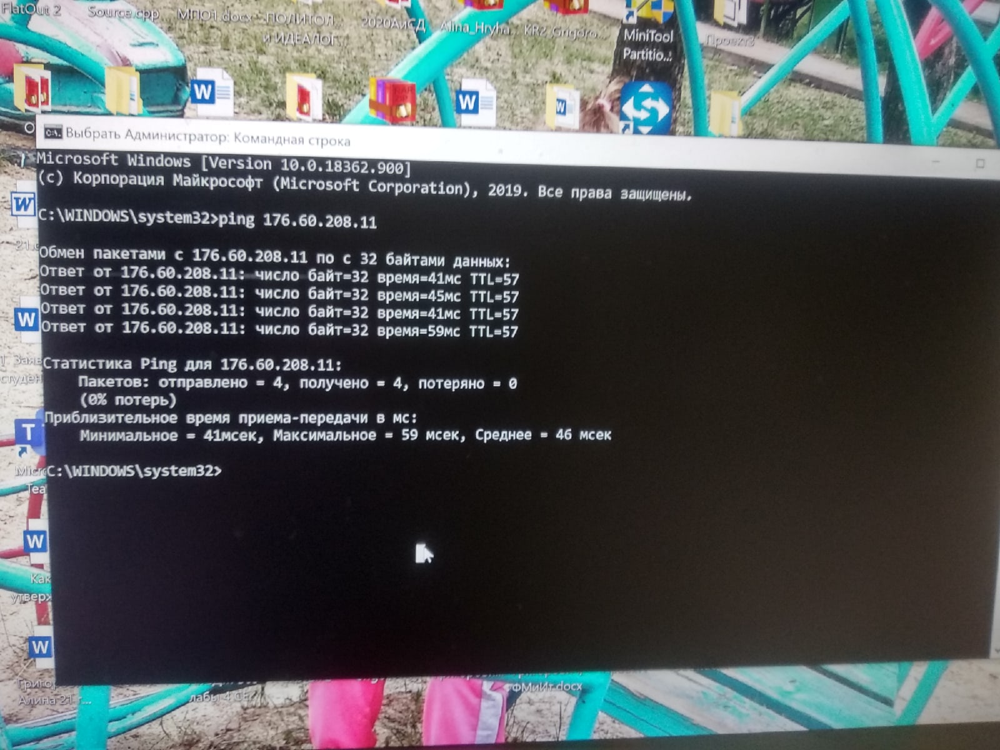 FlatOut 2
Source.cpp
МПО1.docx
ПОЛИТОЛ...
и ИДЕАЛОГ...
2020АиСД
Alina_Hryha...
KR2_Grigoro...
MiniTool
Partitio...
Проект3
Выбрать Администратор: Командная строка
Microsoft Windows [Version 10.0.18362.900]
(c) Корпорация Майкрософт (Microsoft Corporation), 2019. Все права защищены.
C:\WINDOWS\system32>ping 176.60.208.11
Обмен пакетами с 176.60.208.11 по с 32 байтами данных:
Ответ от 176.60.208.11: число байт=32 время=41мс TTL=57
Ответ от 176.60.208.11: число байт=32 время=45мс TTL=57
Ответ от 176.60.208.11: число байт=32 время=41мс TTL=57
Ответ от 176.60.208.11: число байт=32 время=59мс TTL=57
Статистика Ping для 176.60.208.11:
Пакетов: отправлено = 4, получено = 4, потеряно = 0
(0% потерь)
Приблизительное время приема-передачи в мс:
Минимальное = 41мсек, Максимальное = 59 мсек, Среднее = 46 мсек
C:\WINDOWS\system32>
Заяв
студен
Micr
Tea
Как
утверж
Григо
Алина 21 г...
лабы 4 С
ФМиИт.docx